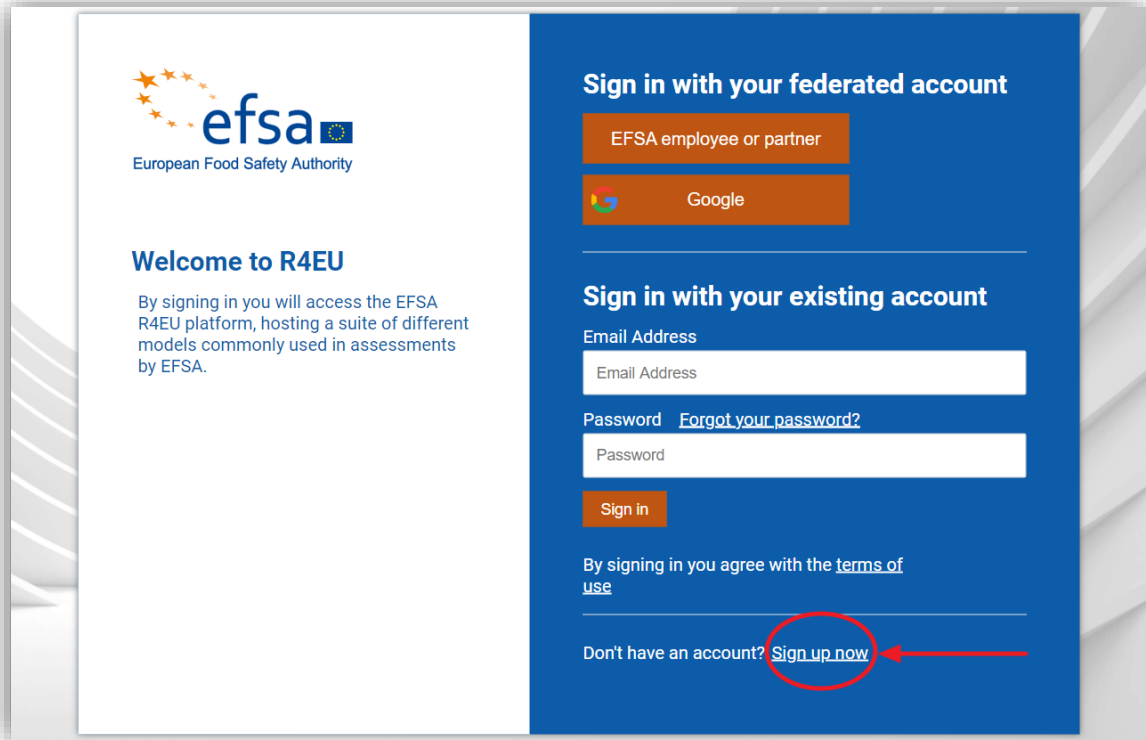 efsa
European Food Safety Authority
Welcome to R4EU
By signing in you will access the EFSA
R4EU platform, hosting a suite of different
models commonly used in assessments
by EFSA.
Sign in with your federated account
EFSA employee or partner
Google
Sign in with your existing account
Email Address
Email Address
Password Forgot your password?
Password
Sign in
By signing in you agree with the terms of
use
Don't have an account? Sign up now